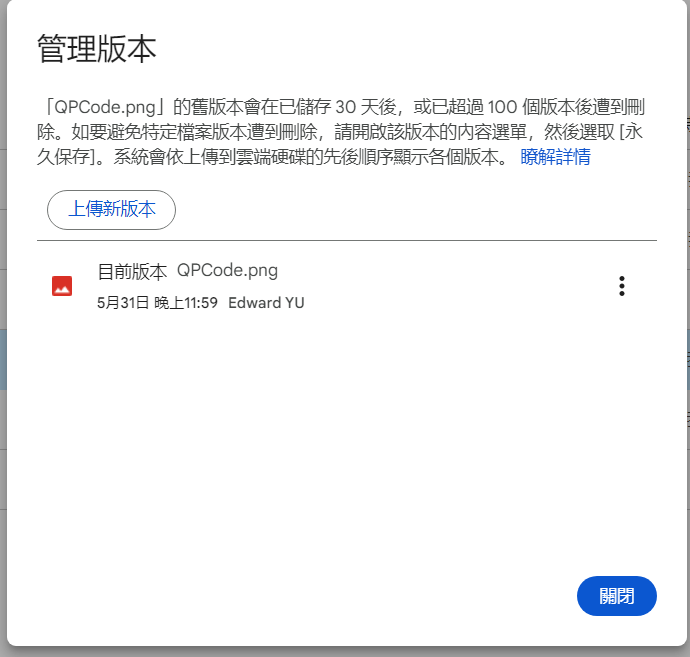 管理版本
「QPCode.png」的舊版本會在已儲存 30 天後，或已超過 100 個版本後遭到刪
除。如要避免特定檔案版本遭到刪除，請開啟該版本的內容選單，然後選取 [永
久保存]。系統會依上傳到雲端硬碟的先後順序顯示各個版本。 瞭解詳情
上傳新版本
目前版本 QPCode.png
5月31日 晚上11:59 Edward YU
關閉